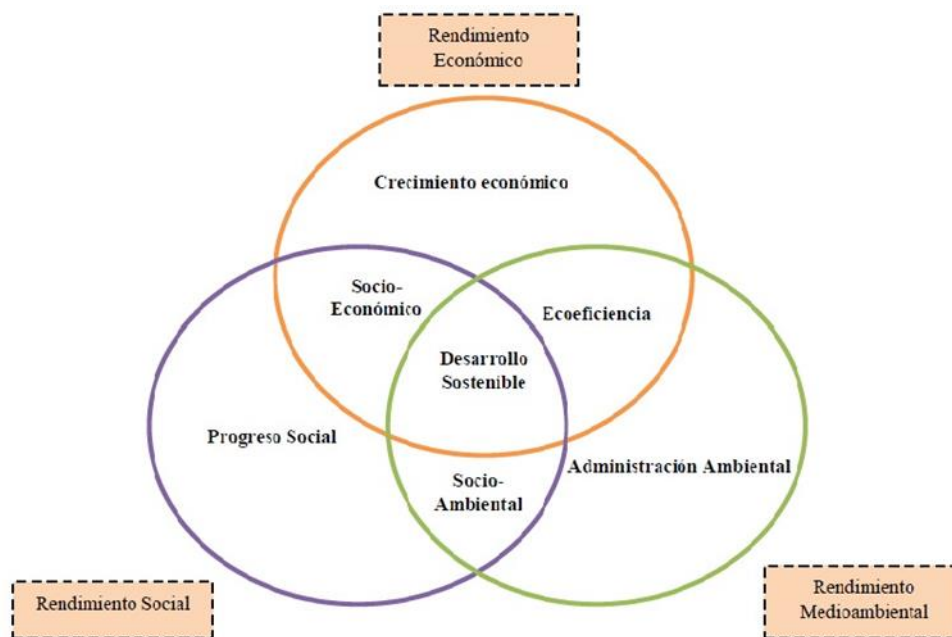 Rendimiento
Económico
Crecimiento económico
Socio-
Económico
Ecoeficiencia
Desarrollo
Sostenible
Progreso Social
Administración Ambiental
Socio-
Ambiental
Rendimiento Social
Rendimiento
Medioambiental